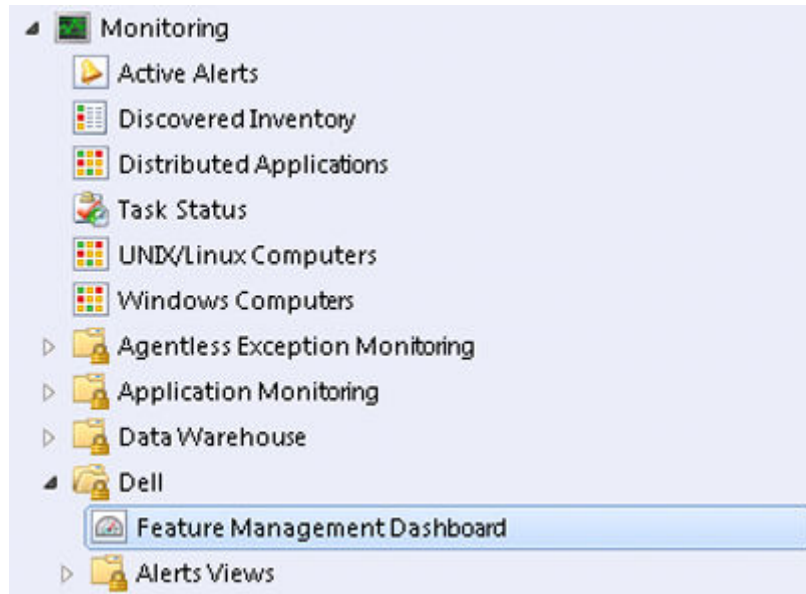 Monitoring
Active Alerts
Discovered Inventory
Distributed Applications
Task Status
UNIX/Linux Computers
Windows Computers
Agentless Exception Monitoring
Application Monitoring
Data Warehouse
Dell
Feature Management Dashboard
Alerts Views